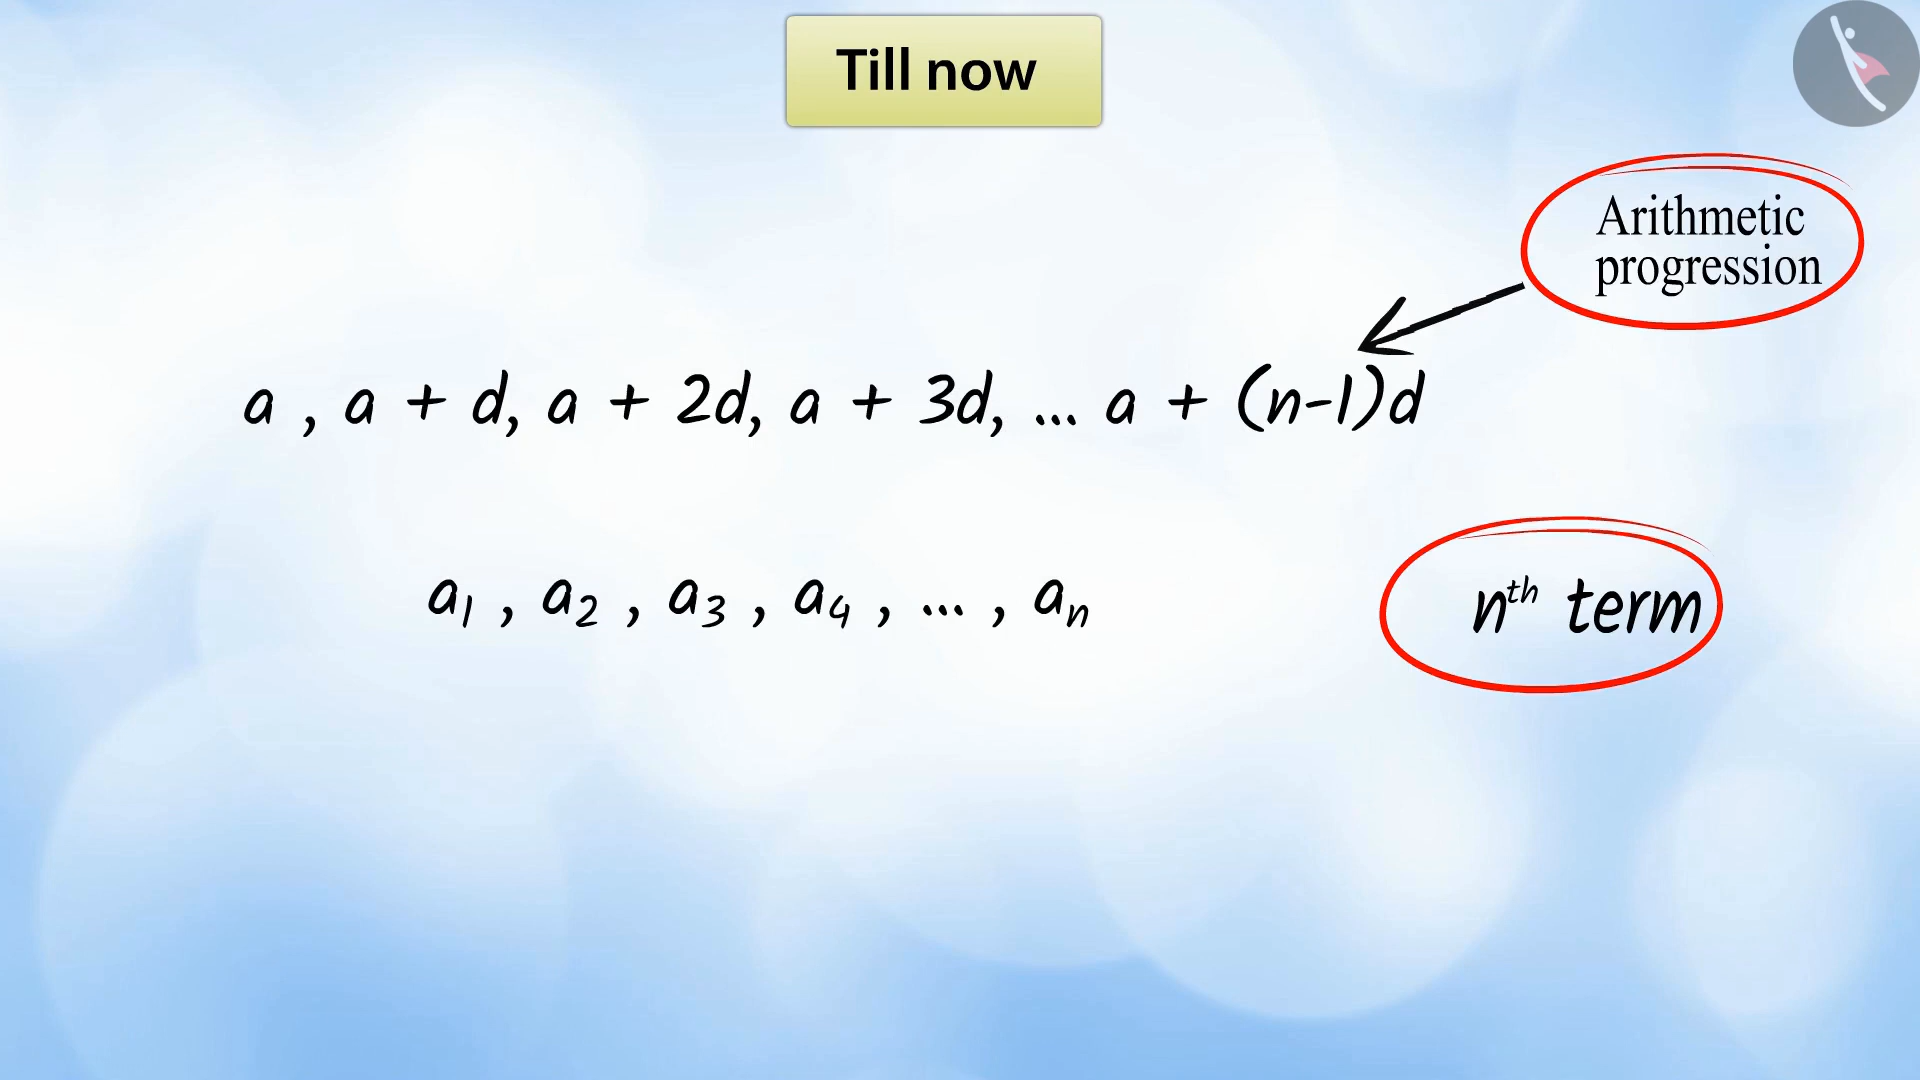 Till now
Arithmetic
progression
a , a + d, a + 2d, a + 3d, ... a + (n-1)d
a₁ , a₂ , a₃ , a₄ , ... , aₙ
nᵗʰ term